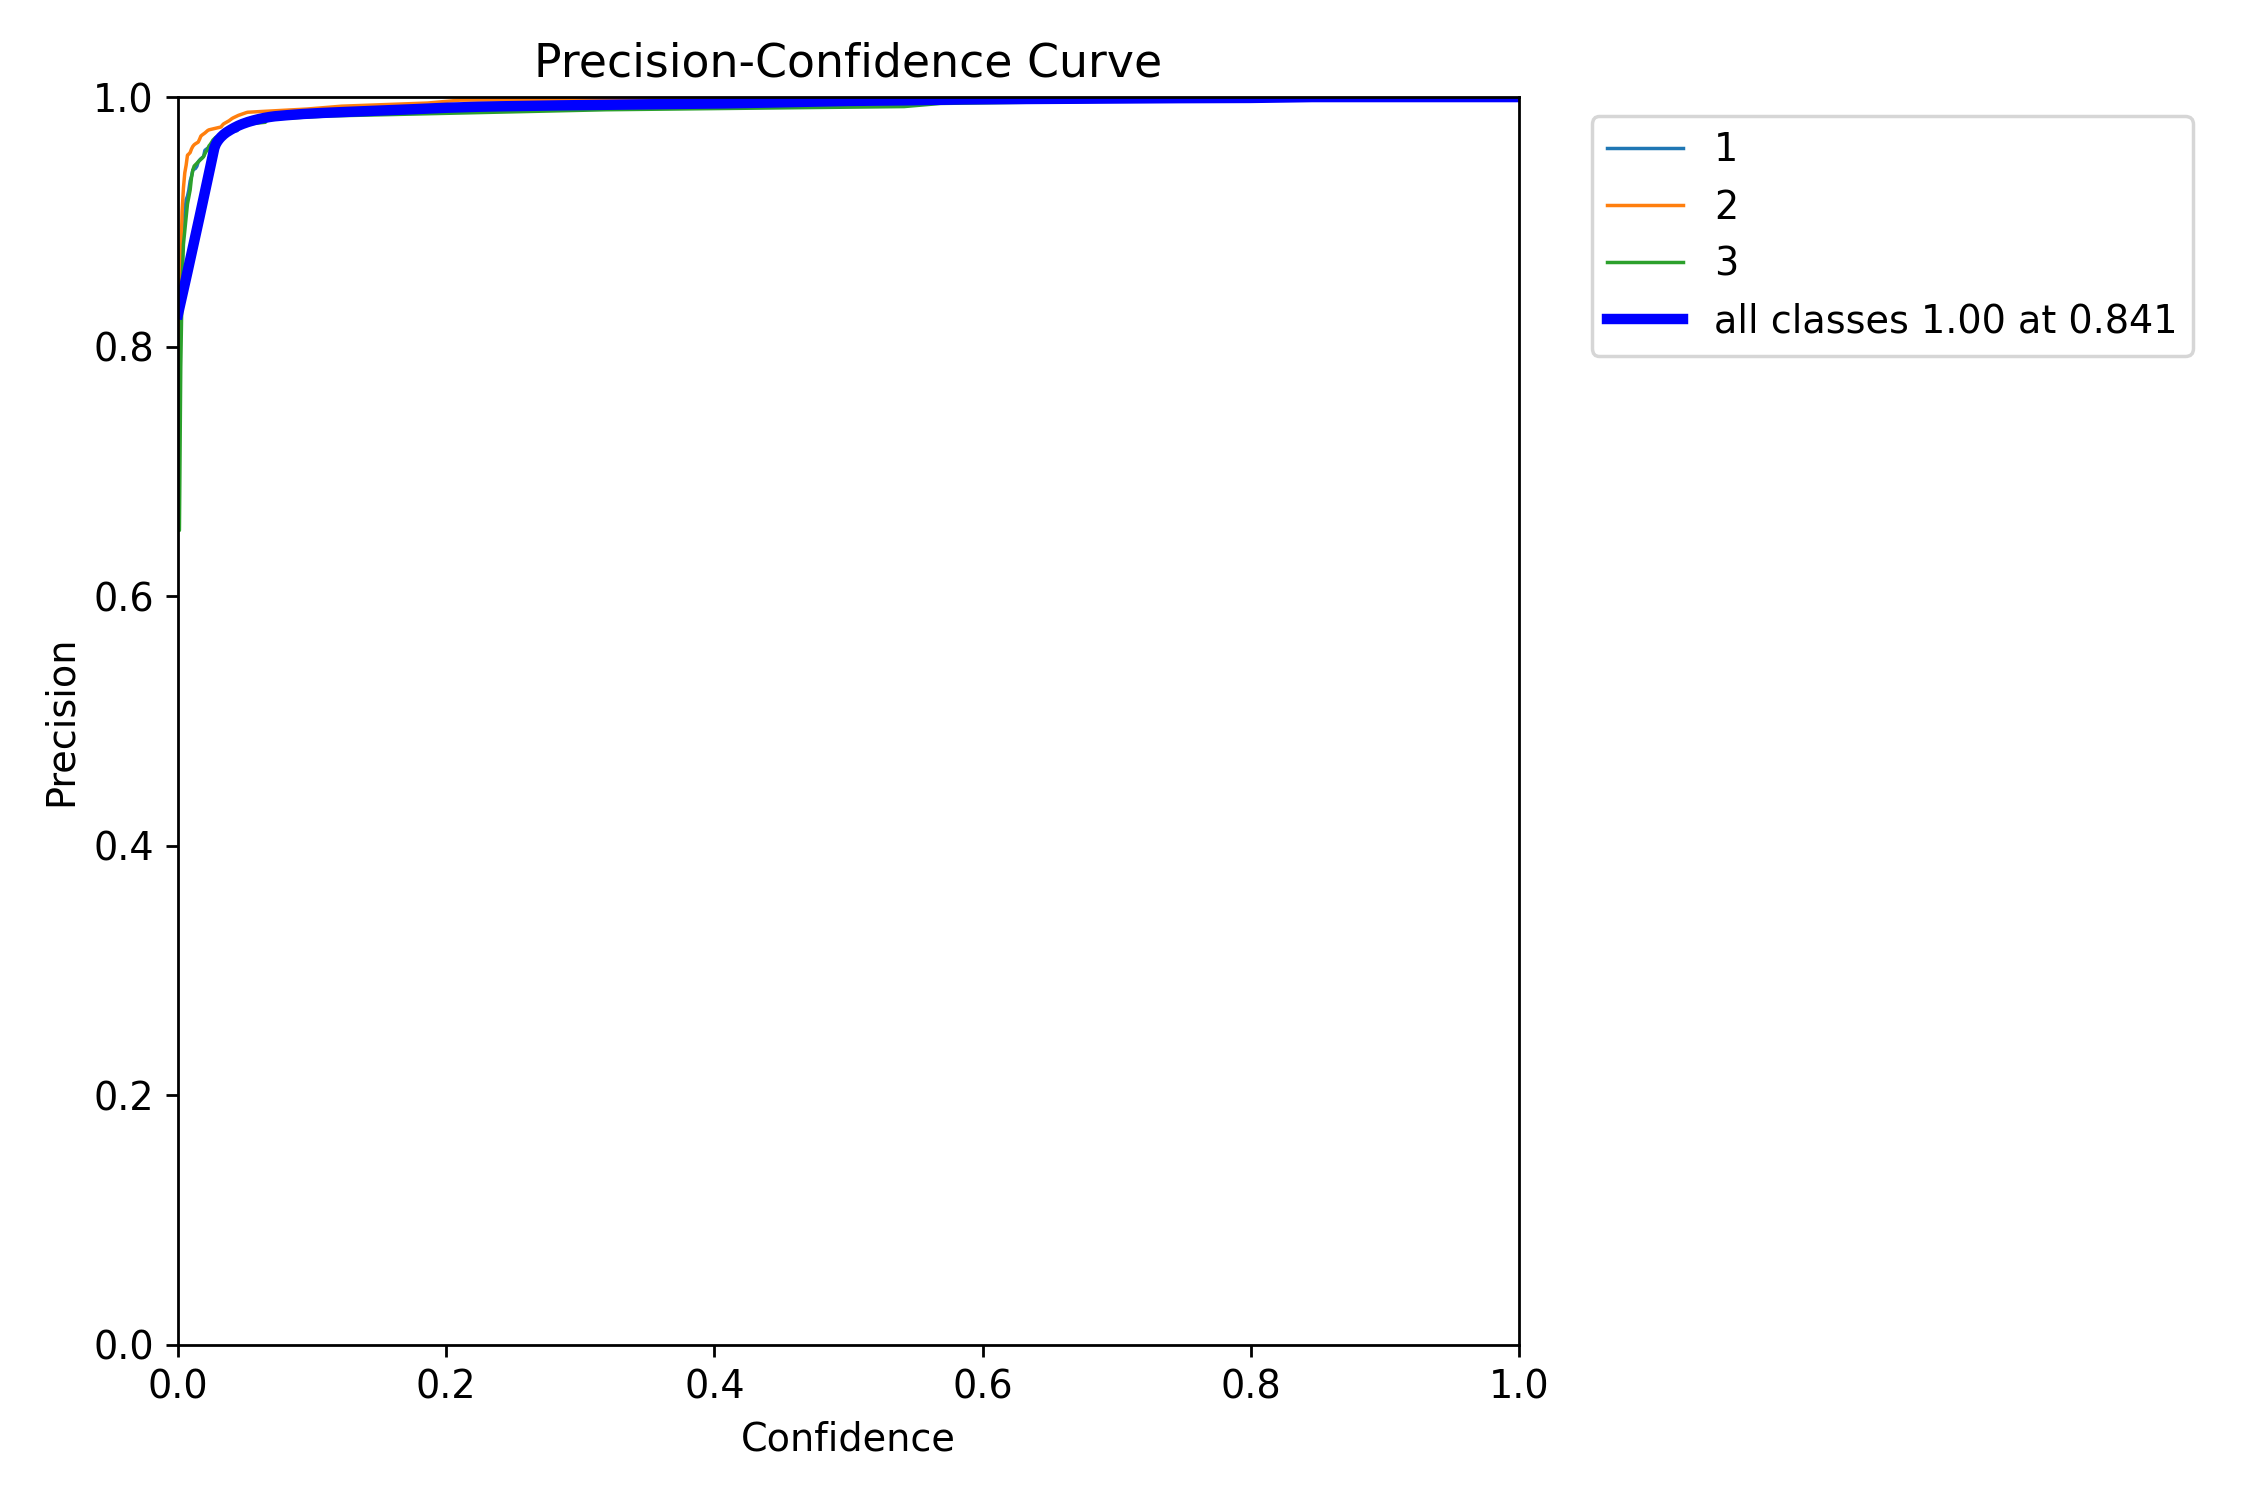 Precision-Confidence Curve
1.0
0.8
0.6
0.4
0.2
0.0
Precision
0.0 0.2 0.4 0.6 0.8 1.0
Confidence
1
2
3
all classes 1.00 at 0.841